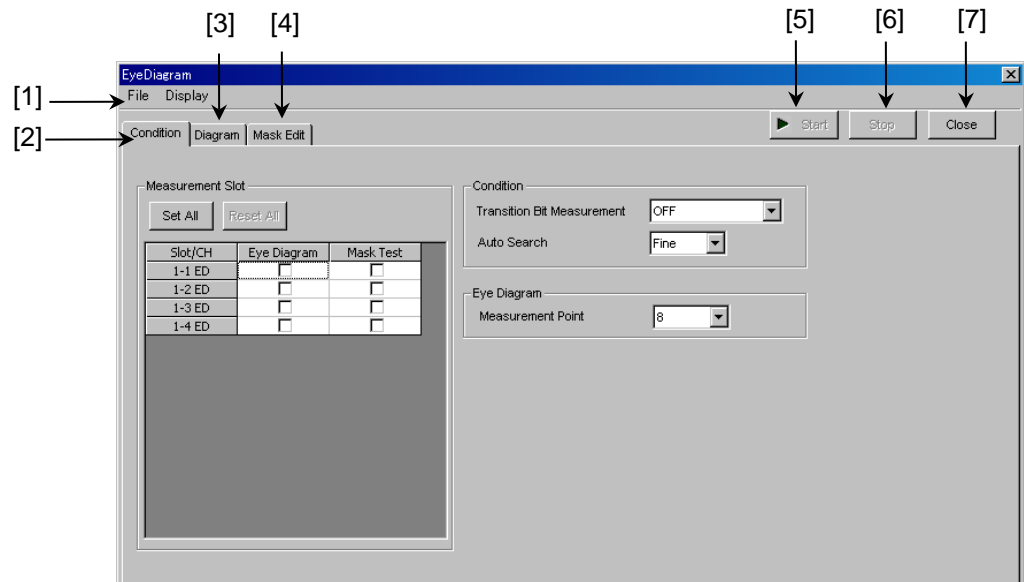 [3] [4] [5] [6] [7]
EyeDiagram
[1] File Display
[2] Condition Diagram Mask Edit Start Stop Close
Measurement Slot
Set All Reset All
Slot/CH Eye Diagram Mask Test
1-1 ED
1-2 ED
1-3 ED
1-4 ED
Condition
Transition Bit Measurement OFF
Auto Search Fine
Eye Diagram
Measurement Point 8